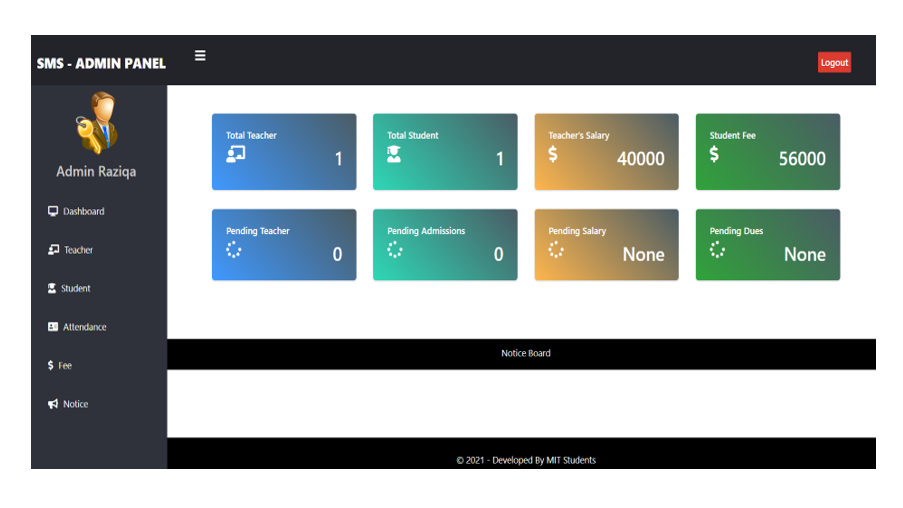 SMS - ADMIN PANEL
Logout
Admin Raziqa
Dashboard
Teacher
Student
Attendance
$ Fee
Notice
Total Teacher
1
Total Student
1
Teacher's Salary
$ 40000
Student Fee
$ 56000
Pending Teacher
0
Pending Admissions
0
Pending Salary
None
Pending Dues
None
Notice Board
© 2021 - Developed By MIT Students